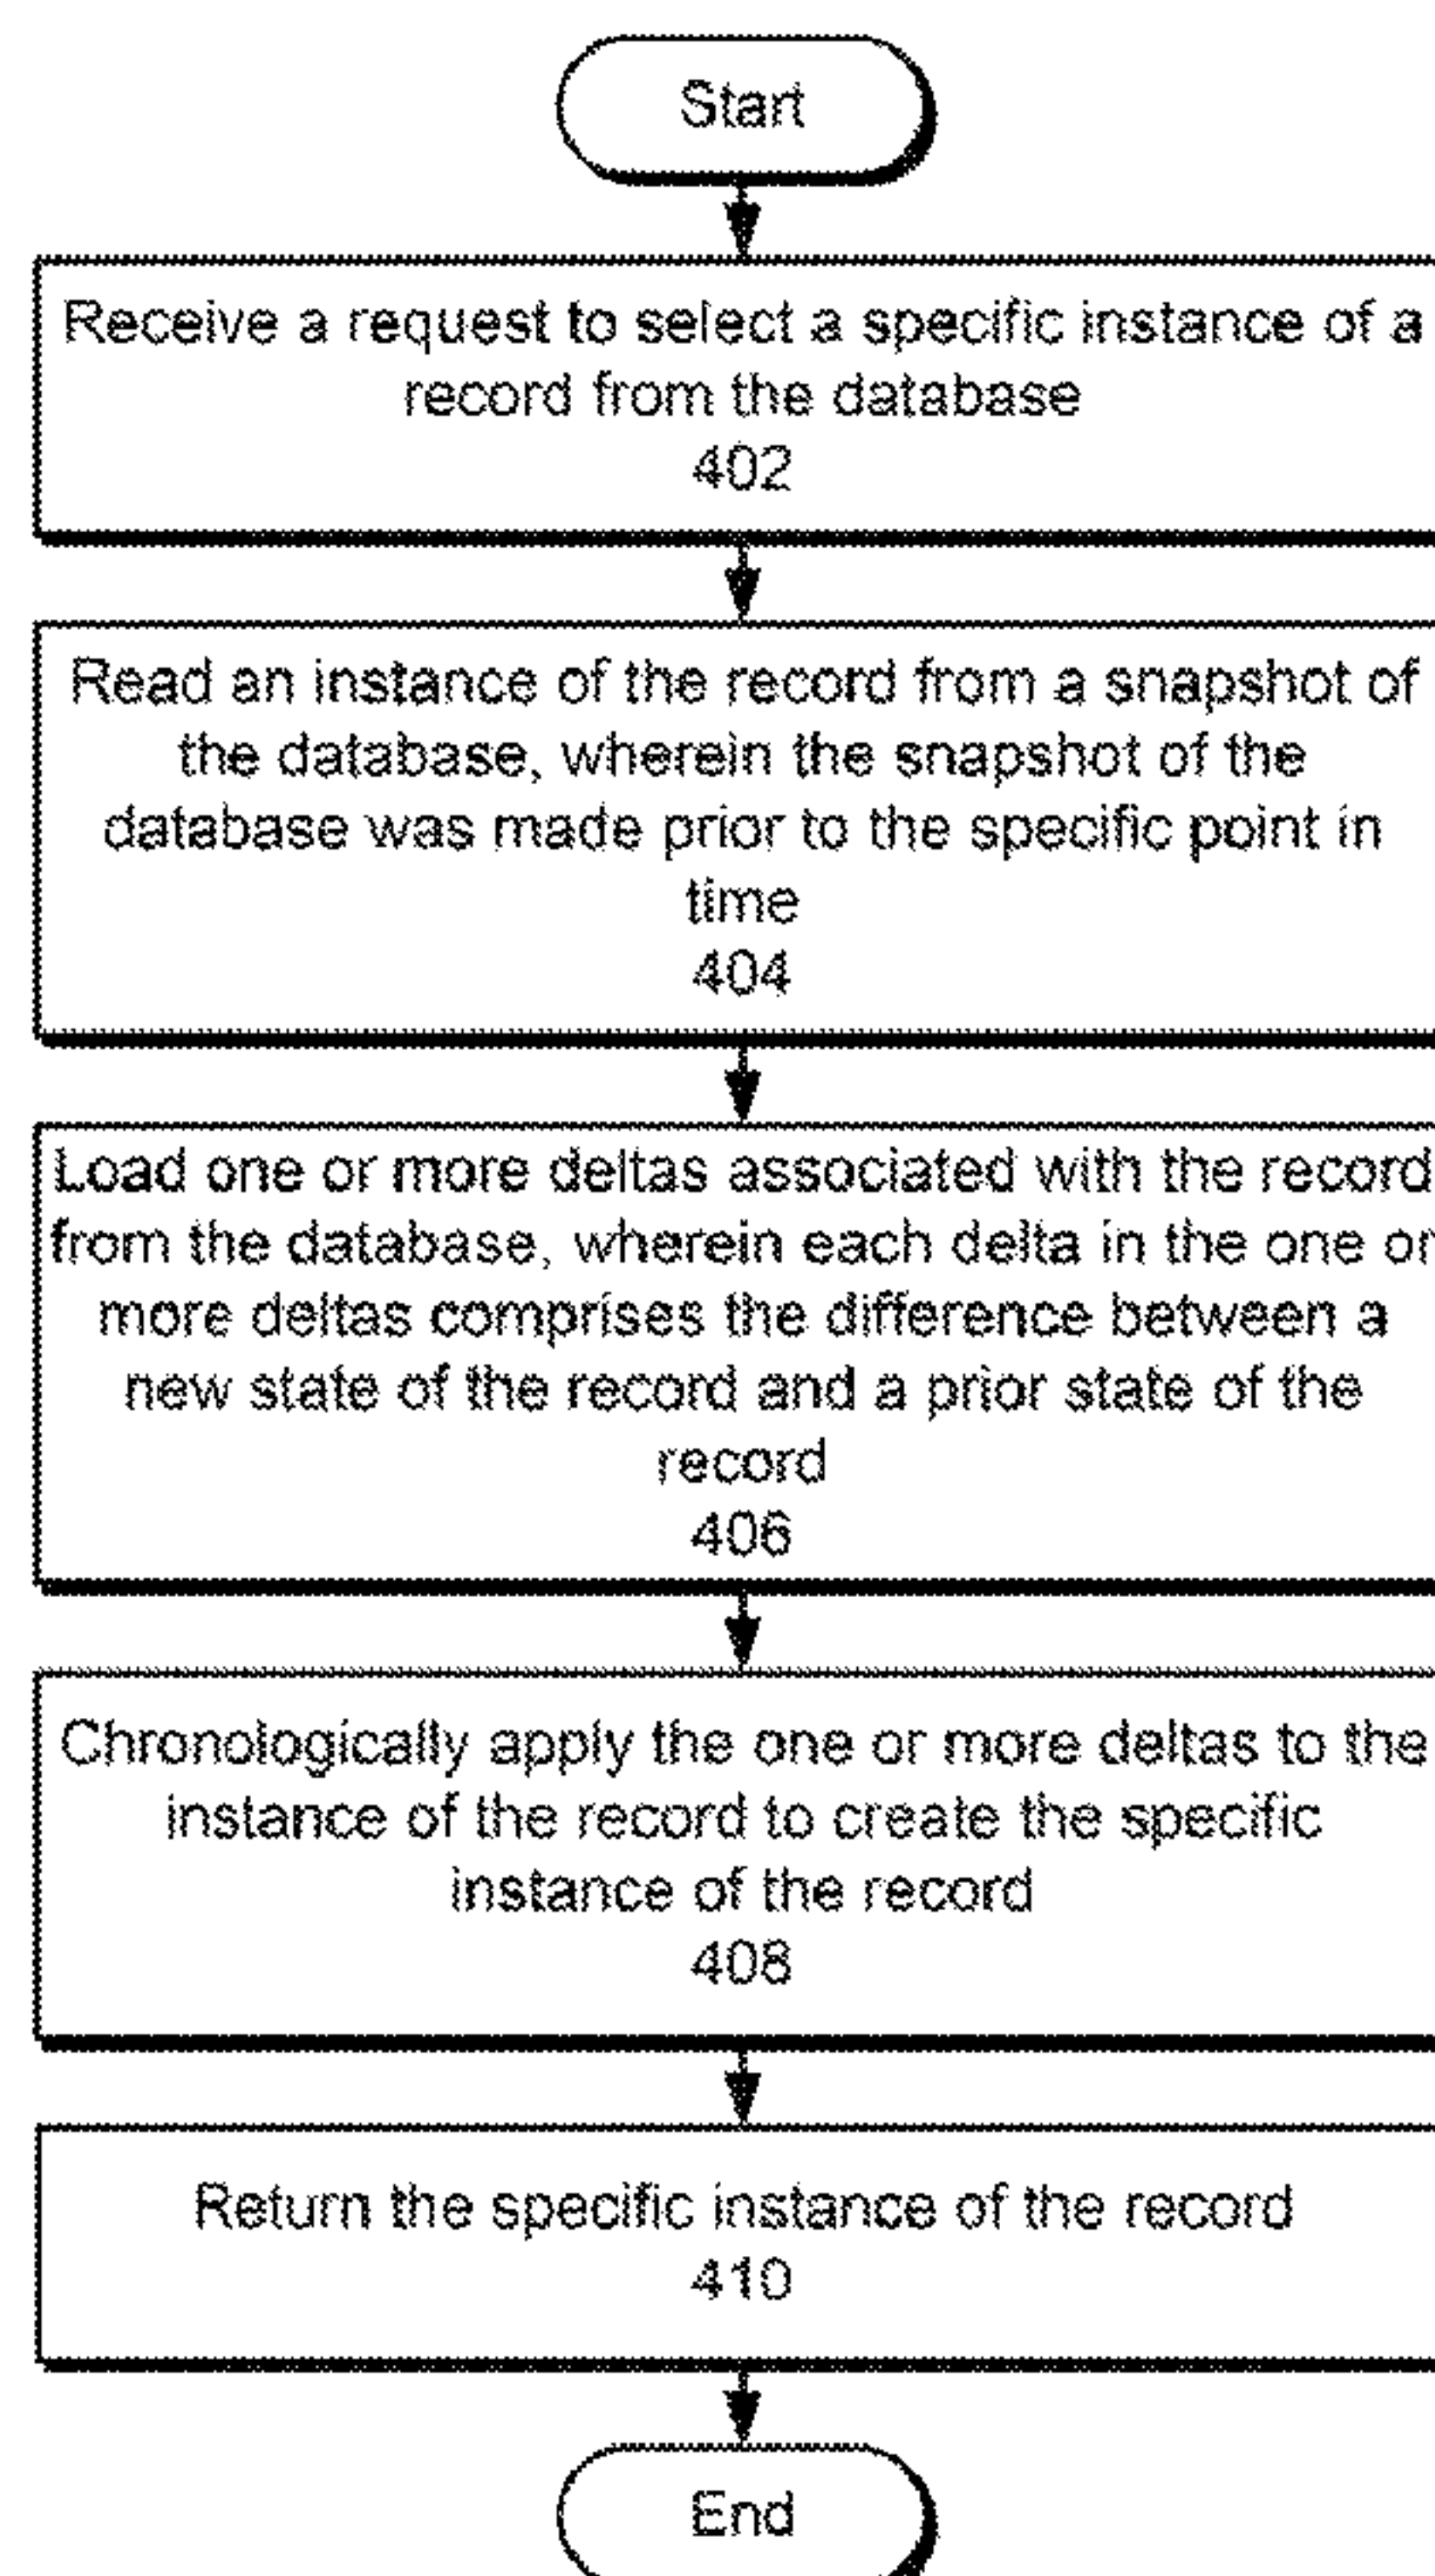 Start
Receive a request to select a specific instance of a
record from the database
402
Read an instance of the record from a snapshot of
the database, wherein the snapshot of the
database was made prior to the specific point in
time
404
Load one or more deltas associated with the record
from the database, wherein each delta in the one or
more deltas comprises the difference between a
new state of the record and a prior state of the
record
406
Chronologically apply the one or more deltas to the
instance of the record to create the specific
instance of the record
408
Return the specific instance of the record
410
End